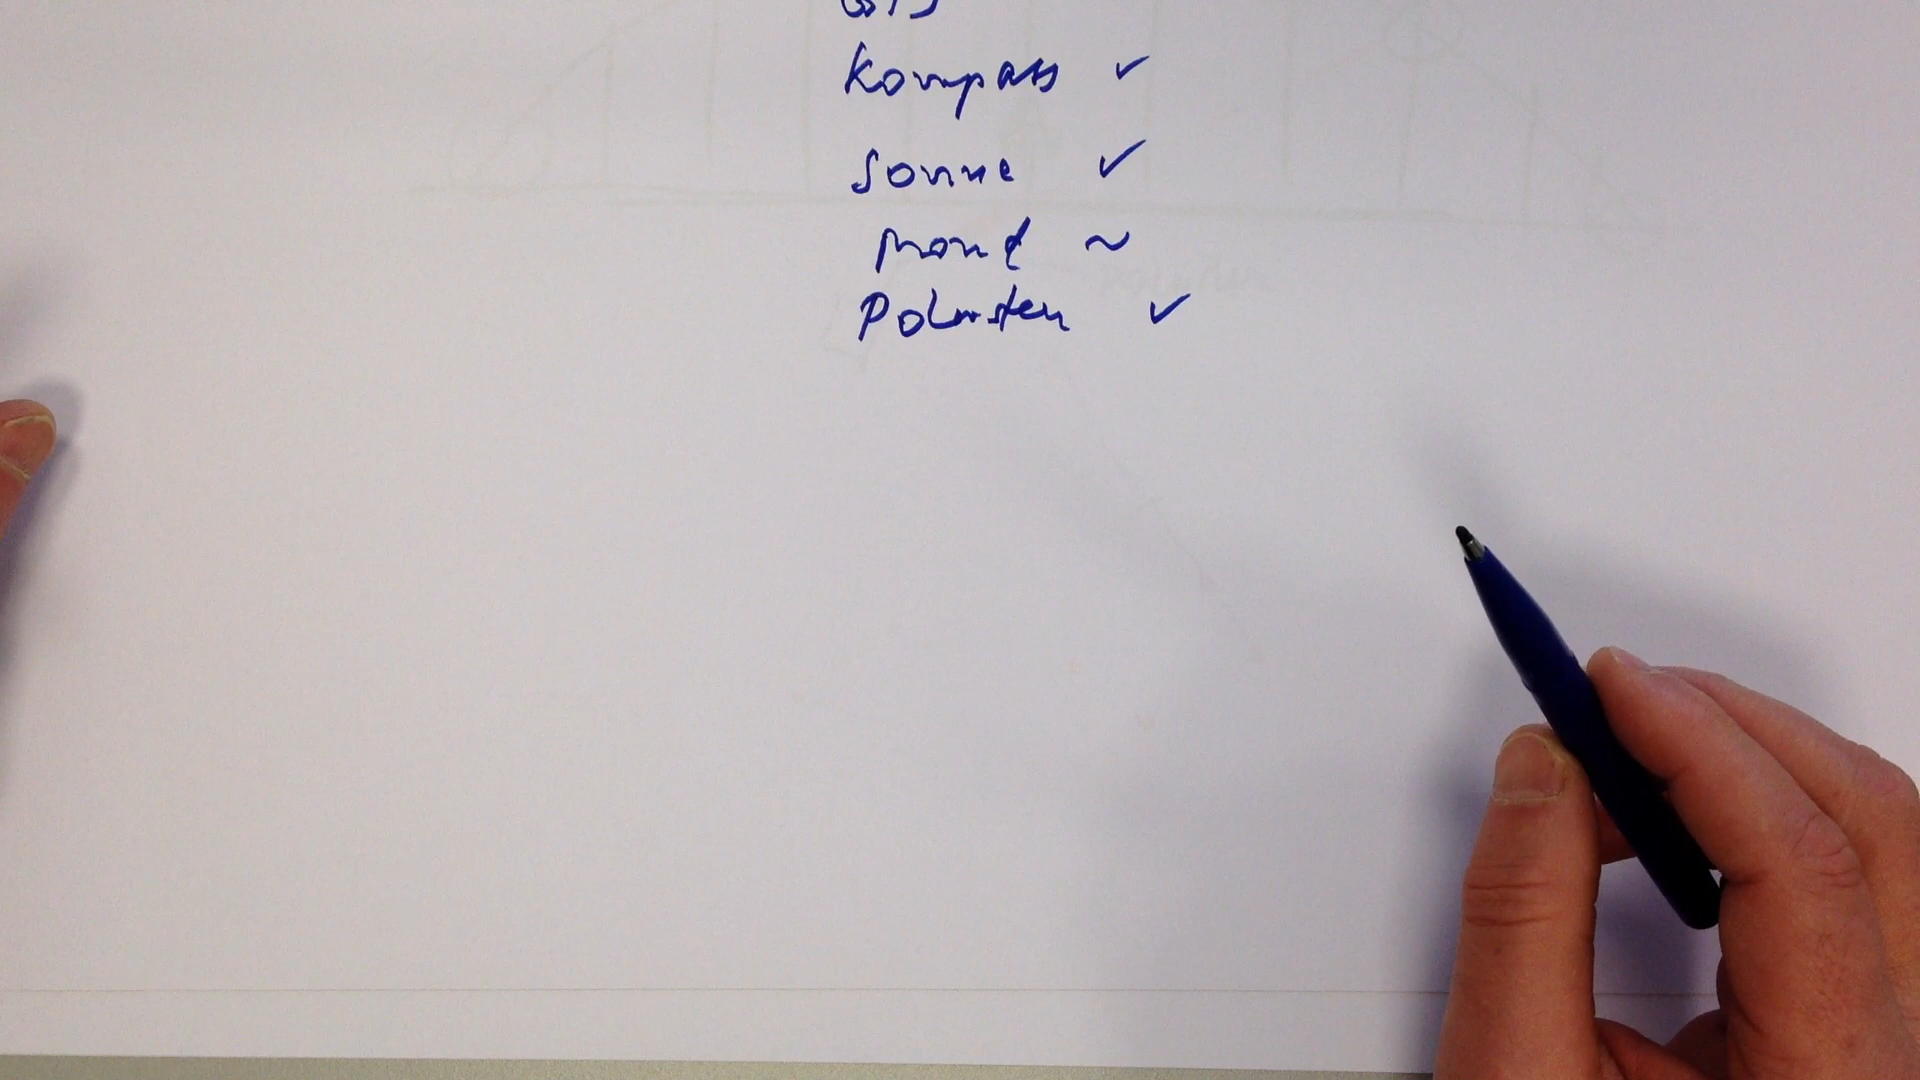 Kompass ✓
Sonne ✓
Mond ~
Polarstern ✓